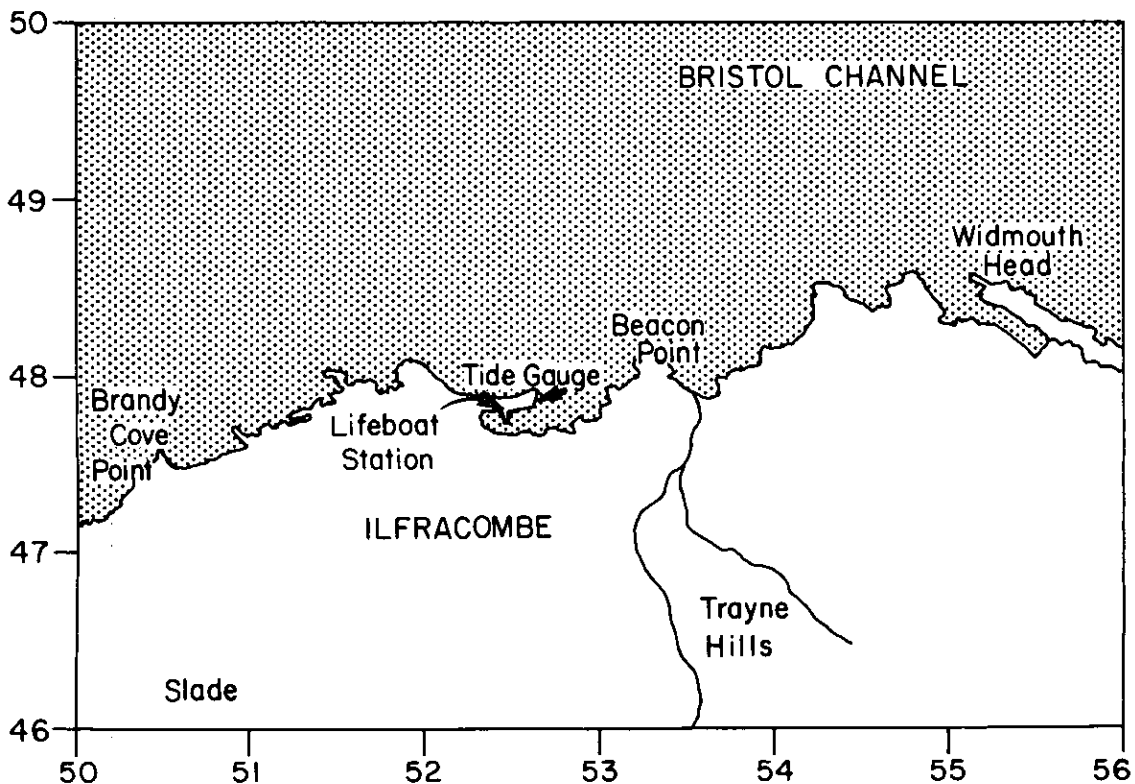 50
BRISTOL CHANNEL
49
Widmouth
Head
Beacon
Point
48
Tide Gauge
Brandy
Cove
Point
Lifeboat
Station
47
ILFRACOMBE
Trayne
Hills
Slade
46
50 51 52 53 54 55 56